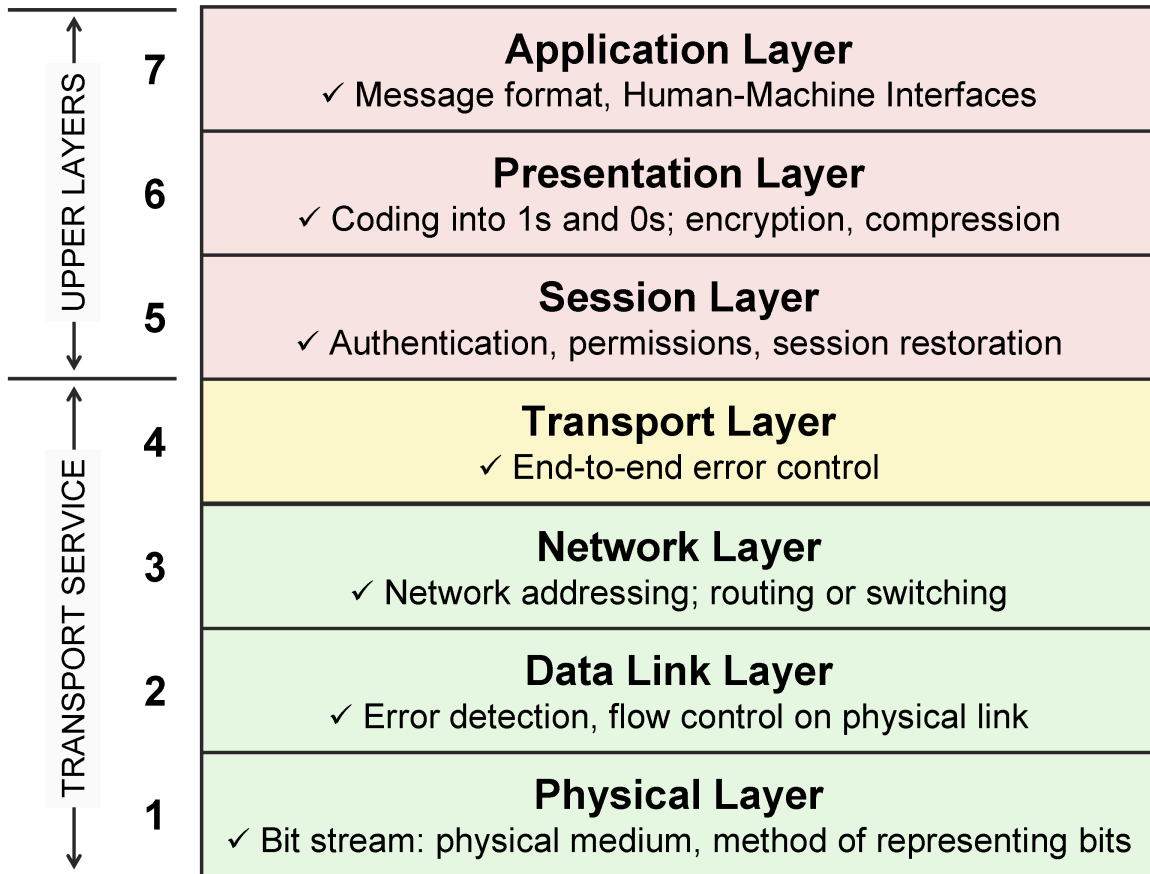 UPPER LAYERS
7
Application Layer
✓ Message format, Human-Machine Interfaces
6
Presentation Layer
✓ Coding into 1s and 0s; encryption, compression
5
Session Layer
✓ Authentication, permissions, session restoration
TRANSPORT SERVICE
4
Transport Layer
✓ End-to-end error control
3
Network Layer
✓ Network addressing; routing or switching
2
Data Link Layer
✓ Error detection, flow control on physical link
1
Physical Layer
✓ Bit stream: physical medium, method of representing bits